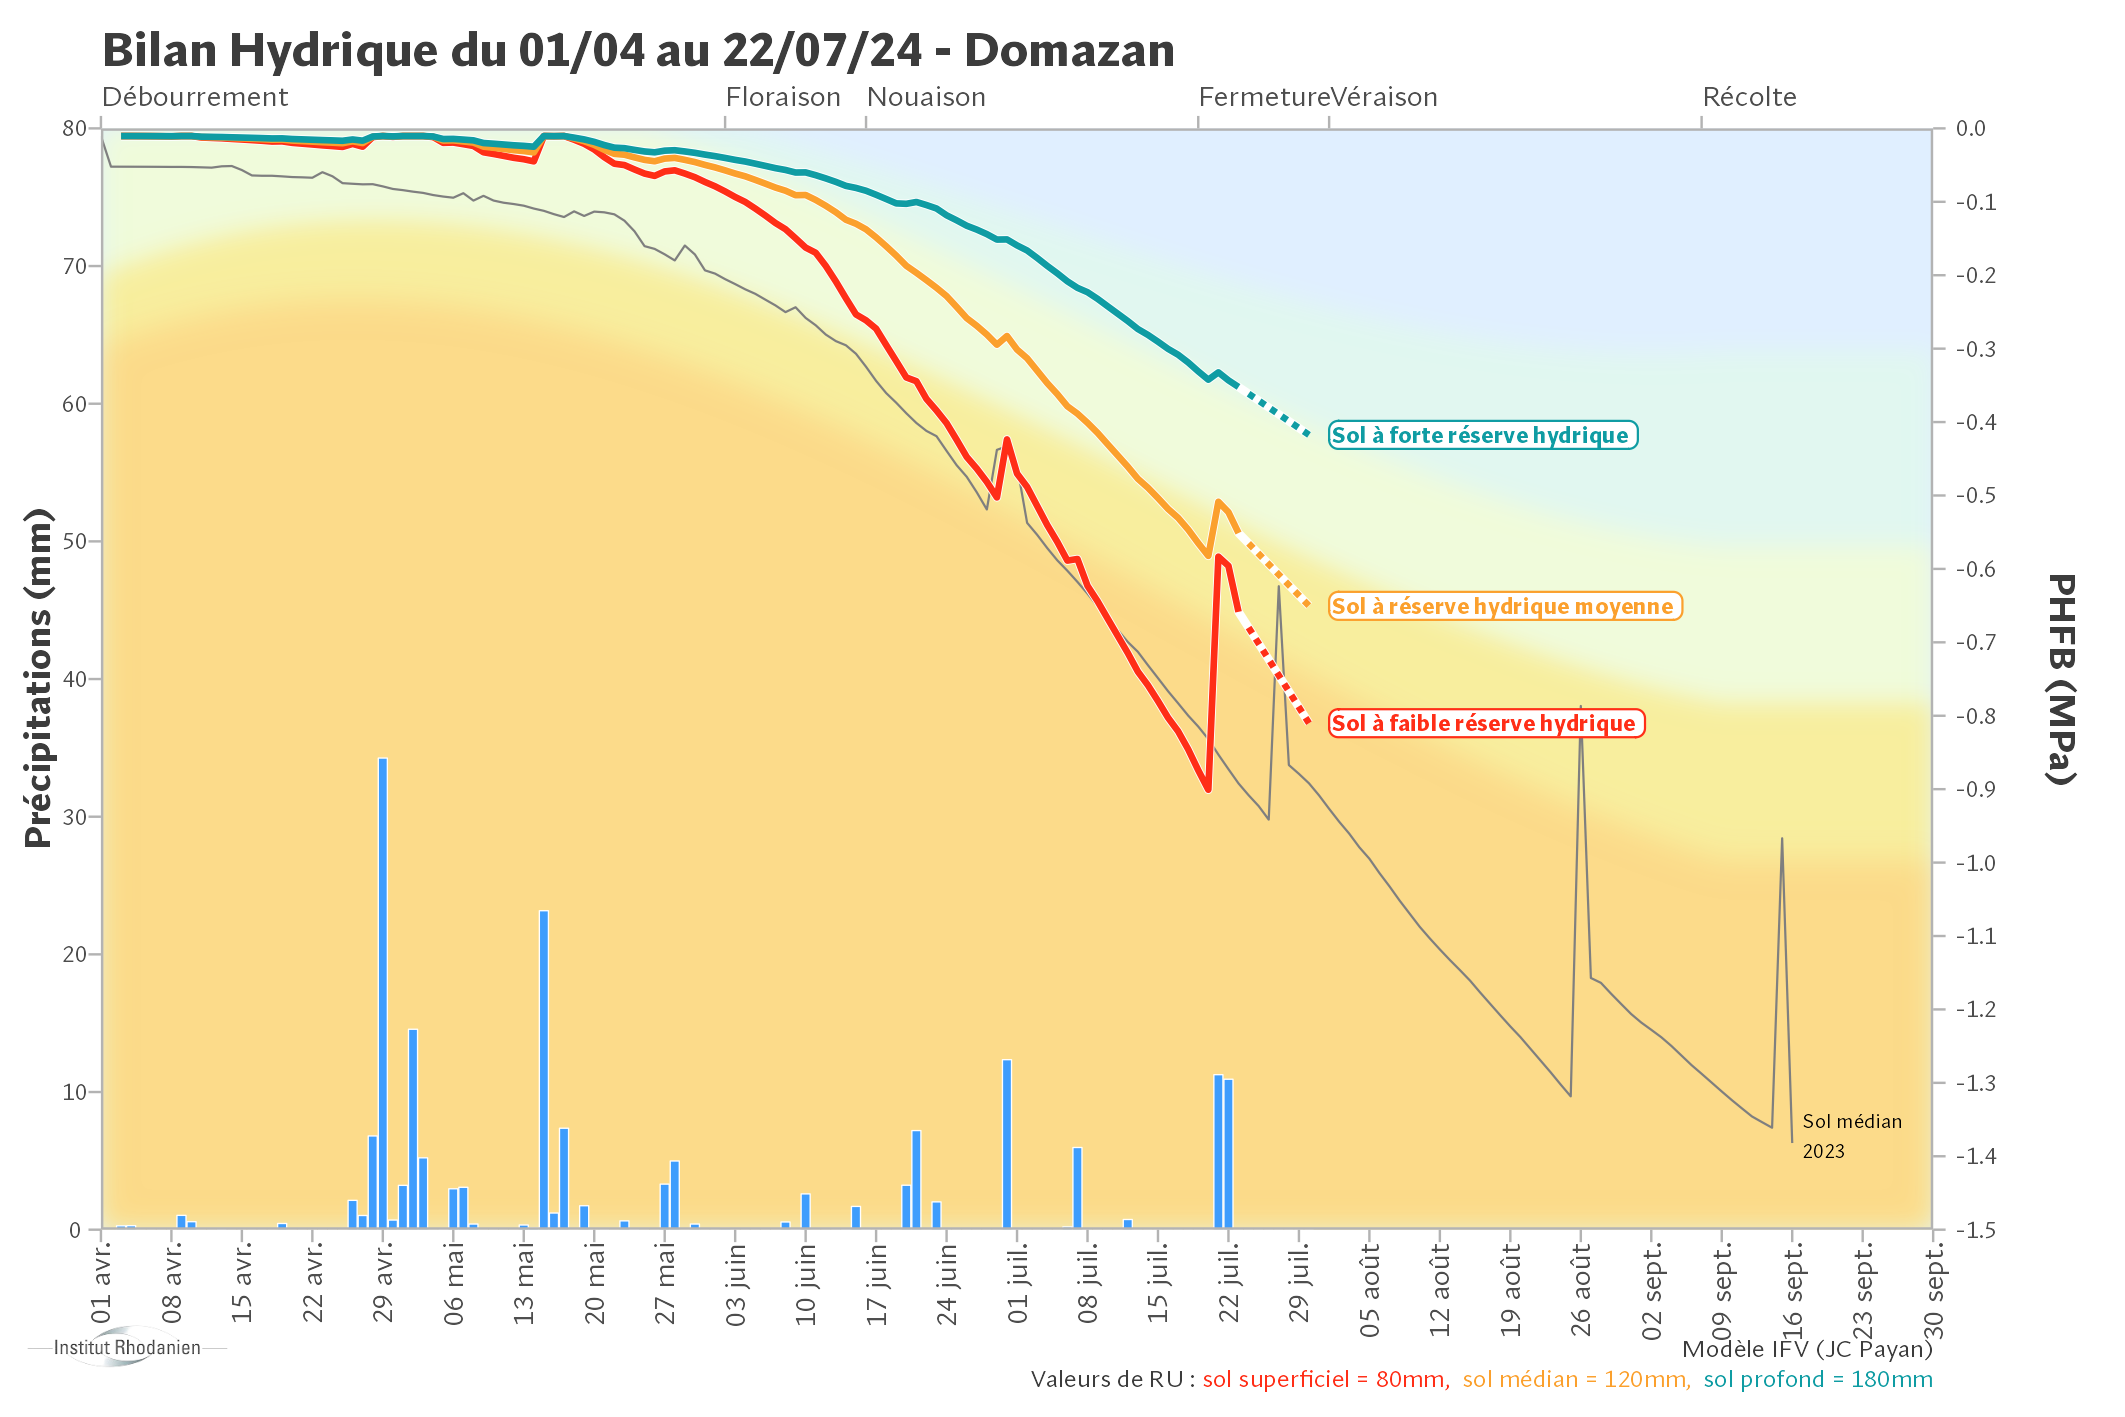 Bilan Hydrique du 01/04 au 22/07/24 - Domazan
Débourrement
Floraison
Nouaison
Fermeture
Véraison
Récolte
Précipitations (mm)
80
70
60
50
40
30
20
10
0
PHFB (MPa)
0.0
-0.1
-0.2
-0.3
-0.4
-0.5
-0.6
-0.7
-0.8
-0.9
-1.0
-1.1
-1.2
-1.3
-1.4
-1.5
Sol à forte réserve hydrique
Sol à réserve hydrique moyenne
Sol à faible réserve hydrique
Sol médian
2023
01 avr.
08 avr.
15 avr.
22 avr.
29 avr.
06 mai
13 mai
20 mai
27 mai
03 juin
10 juin
17 juin
24 juin
01 juil.
08 juil.
15 juil.
22 juil.
29 juil.
05 août
12 août
19 août
26 août
02 sept.
09 sept.
16 sept.
23 sept.
30 sept.
Institut Rhodanien
Modèle IFV (JC Payan)
Valeurs de RU : sol superficiel = 80mm, sol médian = 120mm, sol profond = 180mm